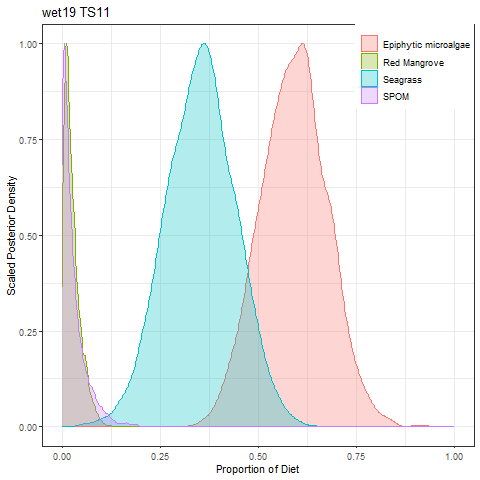 wet19 TS11
Epiphytic microalgae
Red Mangrove
Seagrass
SPOM
1.00
0.75
0.50
0.25
0.00
Scaled Posterior Density
0.00 0.25 0.50 0.75 1.00
Proportion of Diet